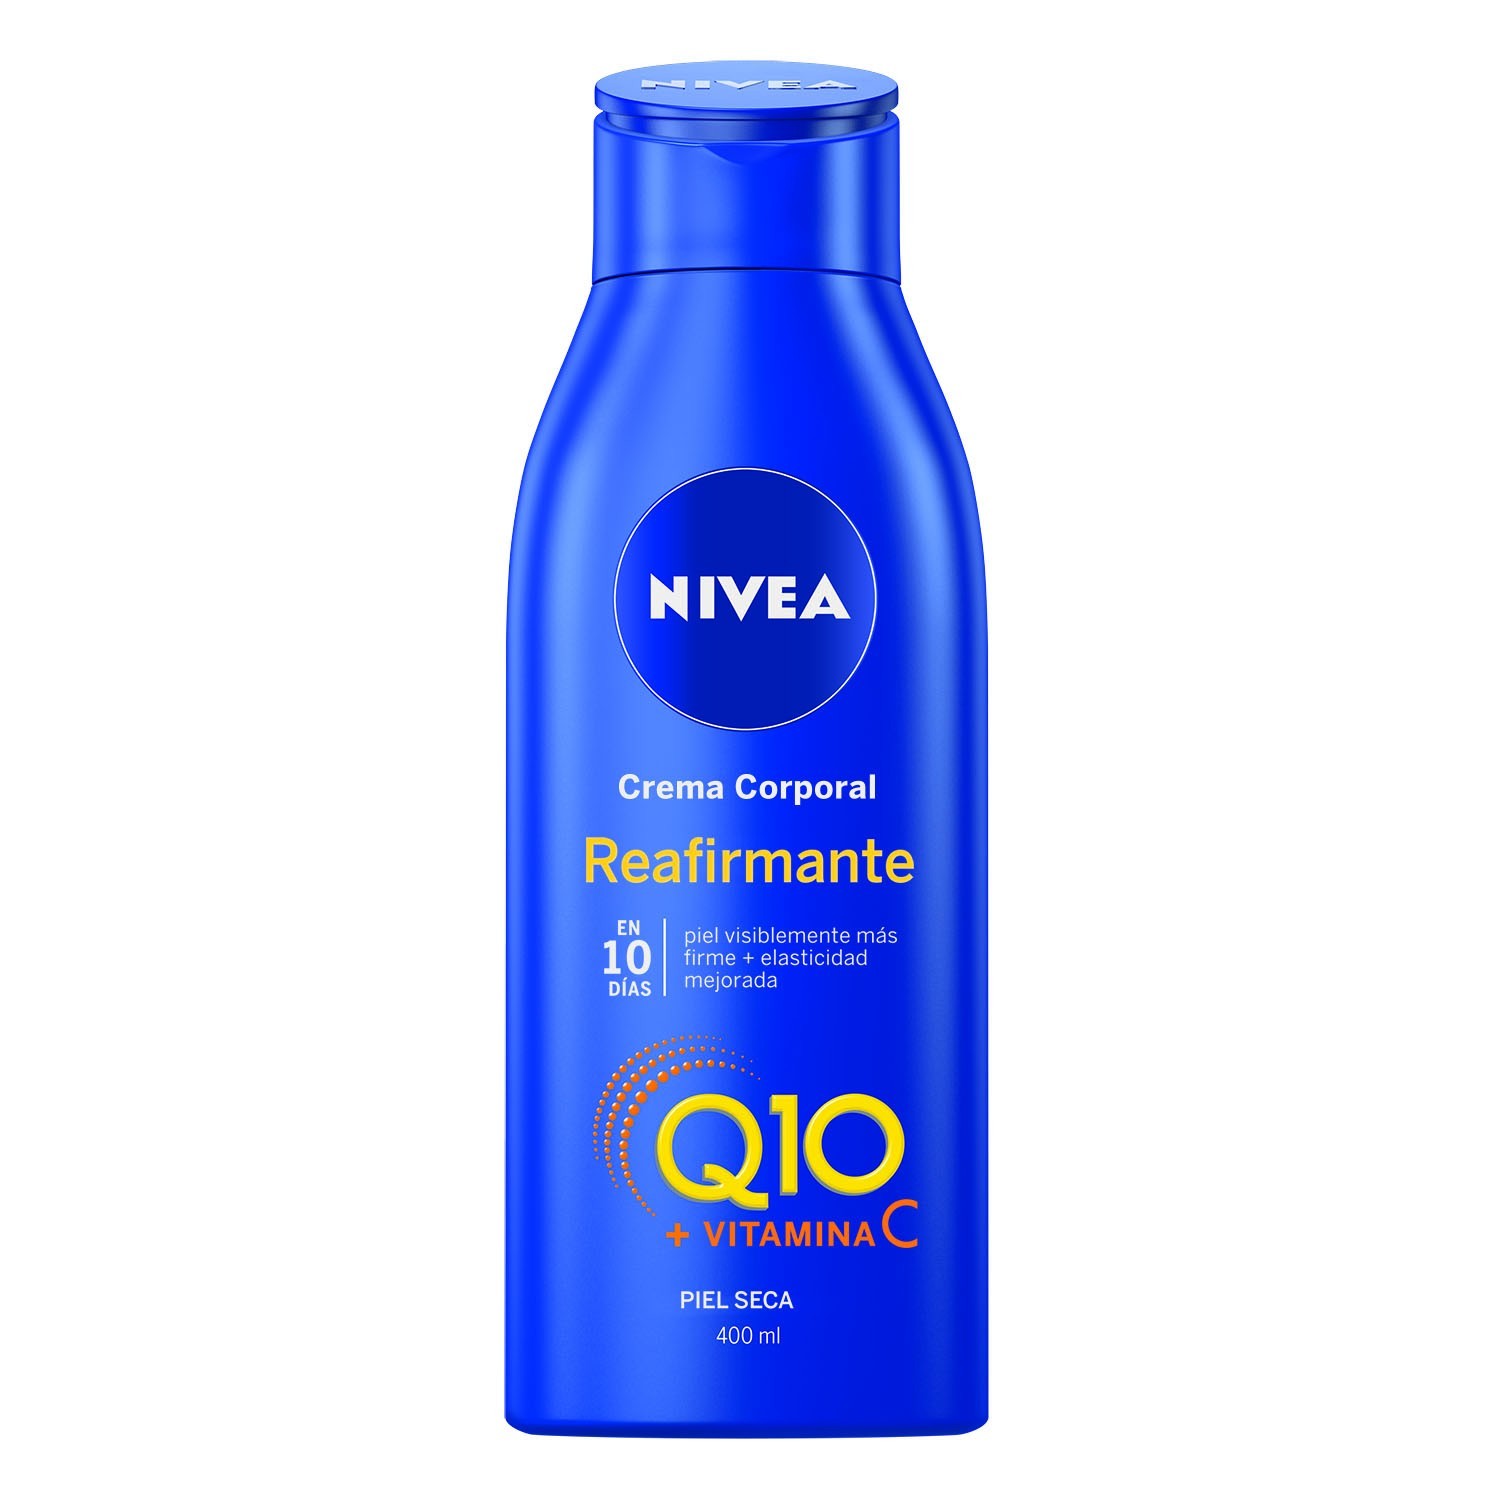 NIVEA
NIVEA
Crema Corporal
Reafirmante
EN
10
DÍAS
piel visiblemente más
firme + elasticidad
mejorada
Q10
+ VITAMINA C
PIEL SECA
400 ml